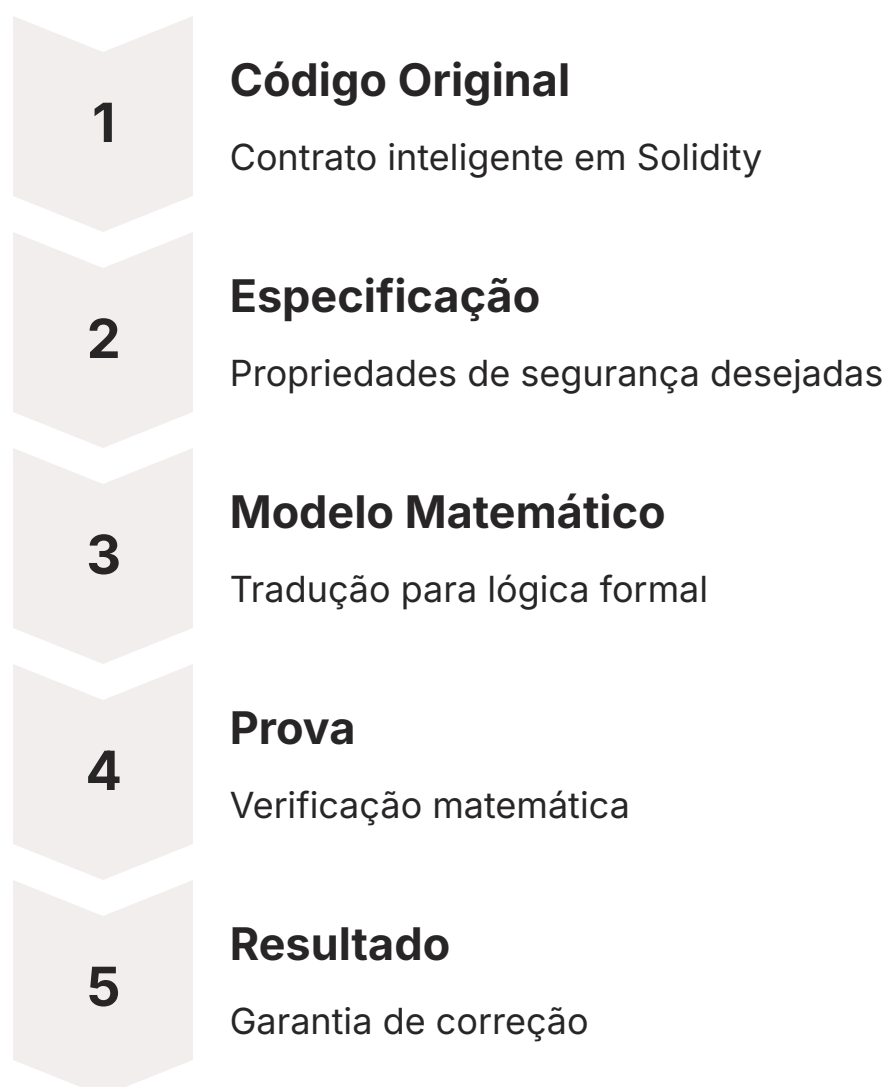 1
Código Original
Contrato inteligente em Solidity
2
Especificação
Propriedades de segurança desejadas
3
Modelo Matemático
Tradução para lógica formal
4
Prova
Verificação matemática
5
Resultado
Garantia de correção